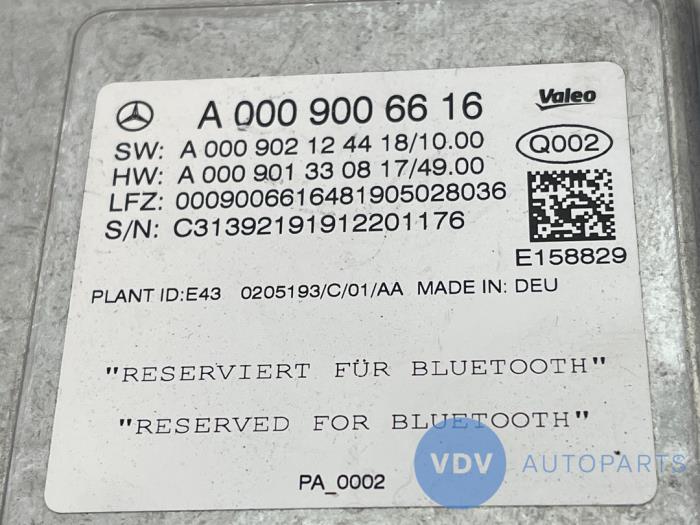 A 000 900 66 16 Valeo
SW: A 000 902 12 44 18/10.00 Q002
HW: A 000 901 33 08 17/49.00
LFZ: 0009006616481905028036
S/N: C31392191912201176
E158829
PLANT ID:E43 0205193/C/01/AA MADE IN: DEU
"RESERVIERT FÜR BLUETOOTH"
"RESERVED FOR BLUETOOTH"
VDV AUTOPARTS
PA_0002